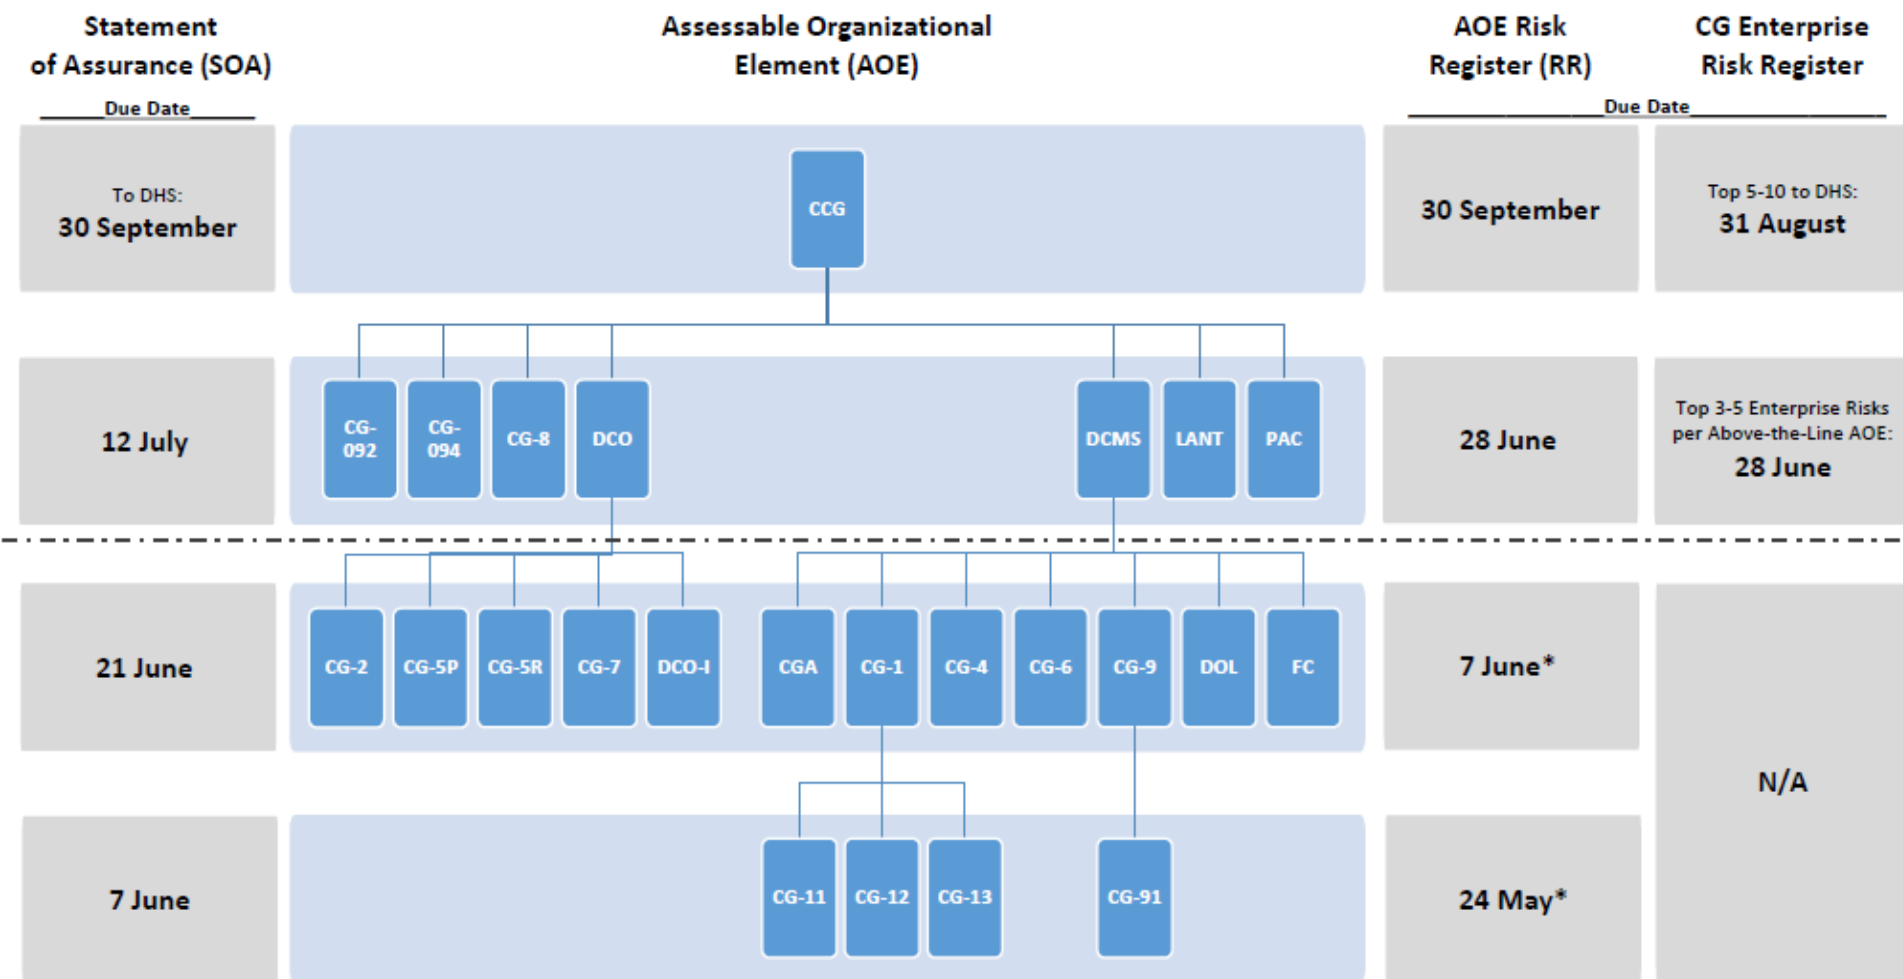 Statement
of Assurance (SOA)
Due Date
Assessable Organizational
Element (AOE)
AOE Risk
Register (RR)
CG Enterprise
Risk Register
Due Date
To DHS:
30 September
CCG
30 September
Top 5-10 to DHS:
31 August
12 July
CG-
092
CG-
094
CG-8
DCO
DCMS
LANT
PAC
28 June
Top 3-5 Enterprise Risks
per Above-the-Line AOE:
28 June
21 June
CG-2
CG-5P
CG-5R
CG-7
DCO-I
CGA
CG-1
CG-4
CG-6
CG-9
DOL
FC
7 June*
N/A
7 June
CG-11
CG-12
CG-13
CG-91
24 May*